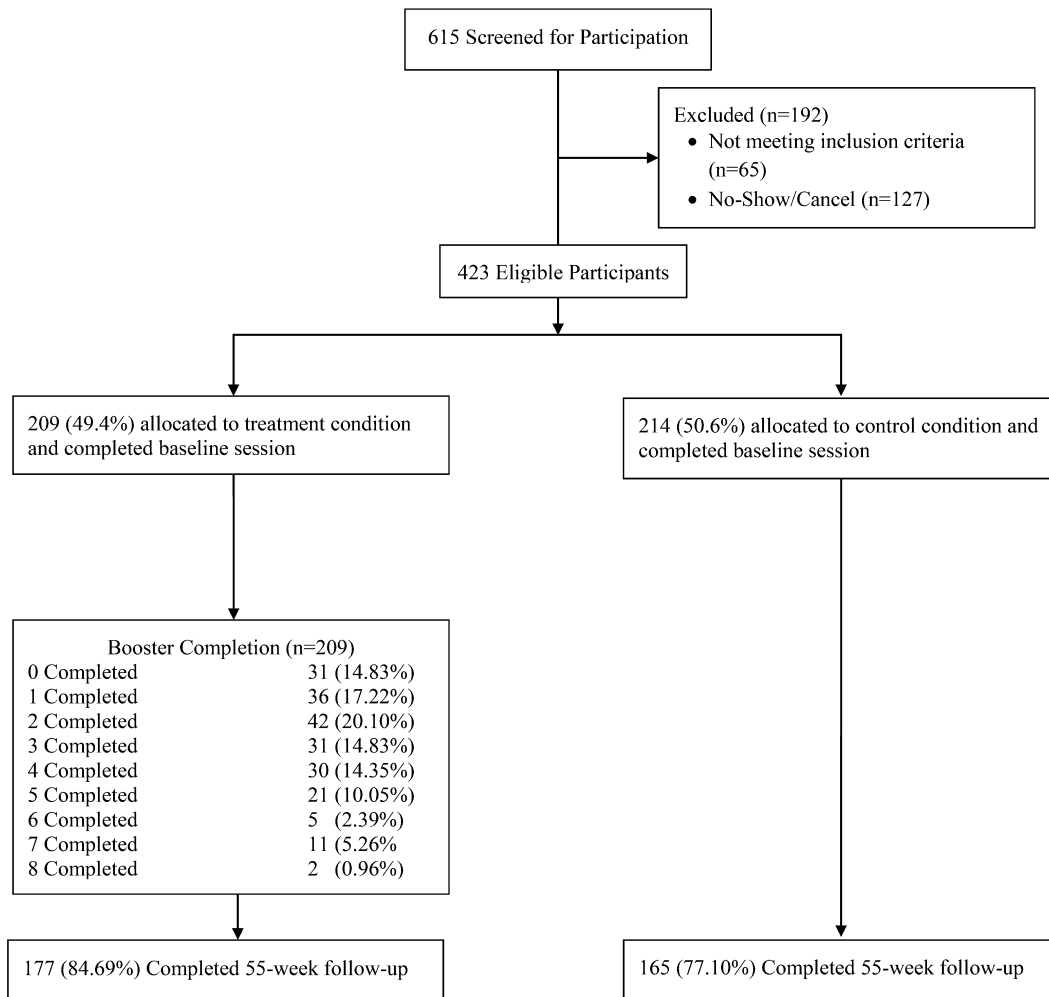 615 Screened for Participation
Excluded (n=192)
• Not meeting inclusion criteria
(n=65)
• No-Show/Cancel (n=127)
423 Eligible Participants
209 (49.4%) allocated to treatment condition
and completed baseline session
214 (50.6%) allocated to control condition and
completed baseline session
Booster Completion (n=209)
0 Completed 31 (14.83%)
1 Completed 36 (17.22%)
2 Completed 42 (20.10%)
3 Completed 31 (14.83%)
4 Completed 30 (14.35%)
5 Completed 21 (10.05%)
6 Completed 5 (2.39%)
7 Completed 11 (5.26%
8 Completed 2 (0.96%)
177 (84.69%) Completed 55-week follow-up
165 (77.10%) Completed 55-week follow-up